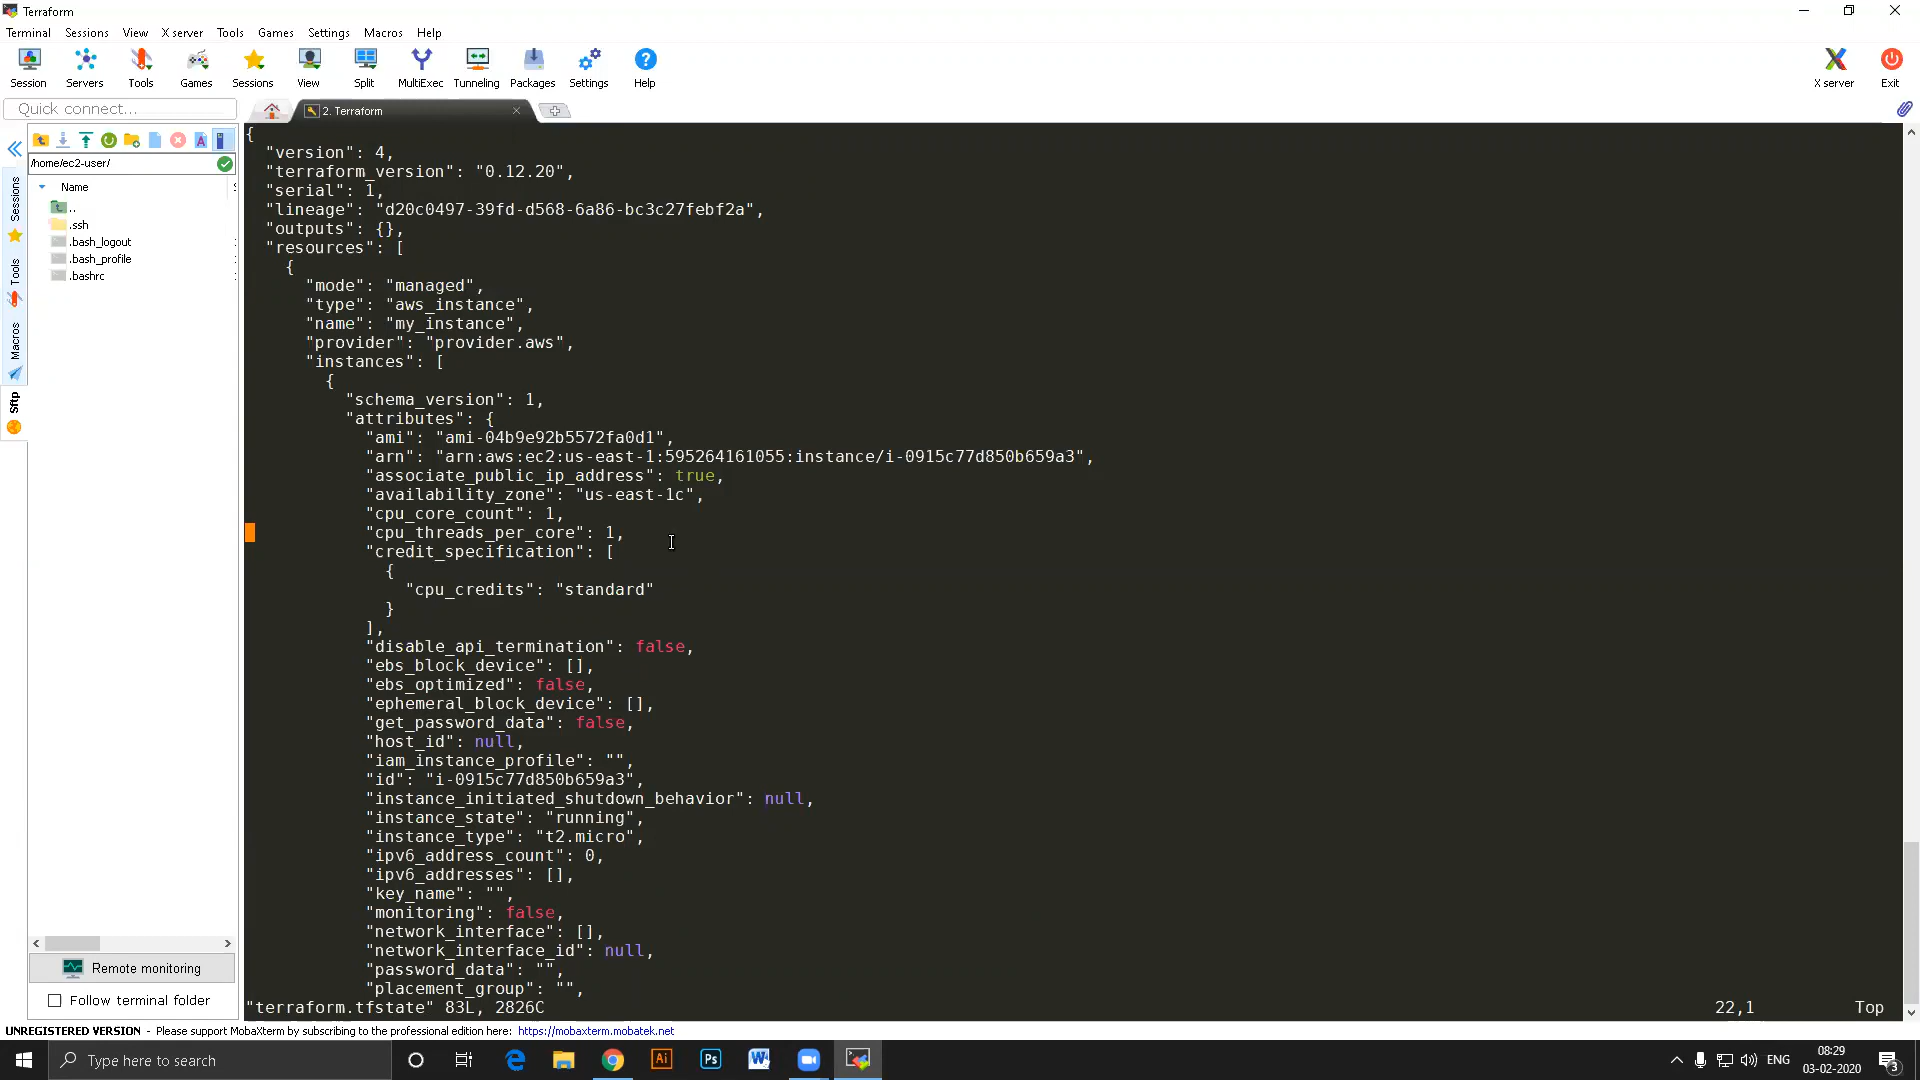 Terraform
Terminal Sessions View X server Tools Games Settings Macros Help
Session Servers Tools Games Sessions View Split MultiExec Tunneling Packages Settings Help X server Exit
Quick connect...
2. Terraform
/home/ec2-user/
Name
..
.ssh
.bash_logout
.bash_profile
.bashrc
Sessions
Tools
Macros
Sftp
{
"version": 4,
"terraform_version": "0.12.20",
"serial": 1,
"lineage": "d20c0497-39fd-d568-6a86-bc3c27febf2a",
"outputs": {},
"resources": [
{
"mode": "managed",
"type": "aws_instance",
"name": "my_instance",
"provider": "provider.aws",
"instances": [
{
"schema_version": 1,
"attributes": {
"ami": "ami-04b9e92b5572fa0d1",
"arn": "arn:aws:ec2:us-east-1:595264161055:instance/i-0915c77d850b659a3",
"associate_public_ip_address": true,
"availability_zone": "us-east-1c",
"cpu_core_count": 1,
"cpu_threads_per_core": 1,
"credit_specification": [
{
"cpu_credits": "standard"
}
],
"disable_api_termination": false,
"ebs_block_device": [],
"ebs_optimized": false,
"ephemeral_block_device": [],
"get_password_data": false,
"host_id": null,
"iam_instance_profile": "",
"id": "i-0915c77d850b659a3",
"instance_initiated_shutdown_behavior": null,
"instance_state": "running",
"instance_type": "t2.micro",
"ipv6_address_count": 0,
"ipv6_addresses": [],
"key_name": "",
"monitoring": false,
"network_interface": [],
"network_interface_id": null,
"password_data": "",
"placement_group": "",
"terraform.tfstate" 83L, 2826C 22,1 Top
Remote monitoring
Follow terminal folder
UNREGISTERED VERSION - Please support MobaXterm by subscribing to the professional edition here: https://mobaxterm.mobatek.net
Type here to search
Ai
Ps
W
ENG
08:29
03-02-2020
3